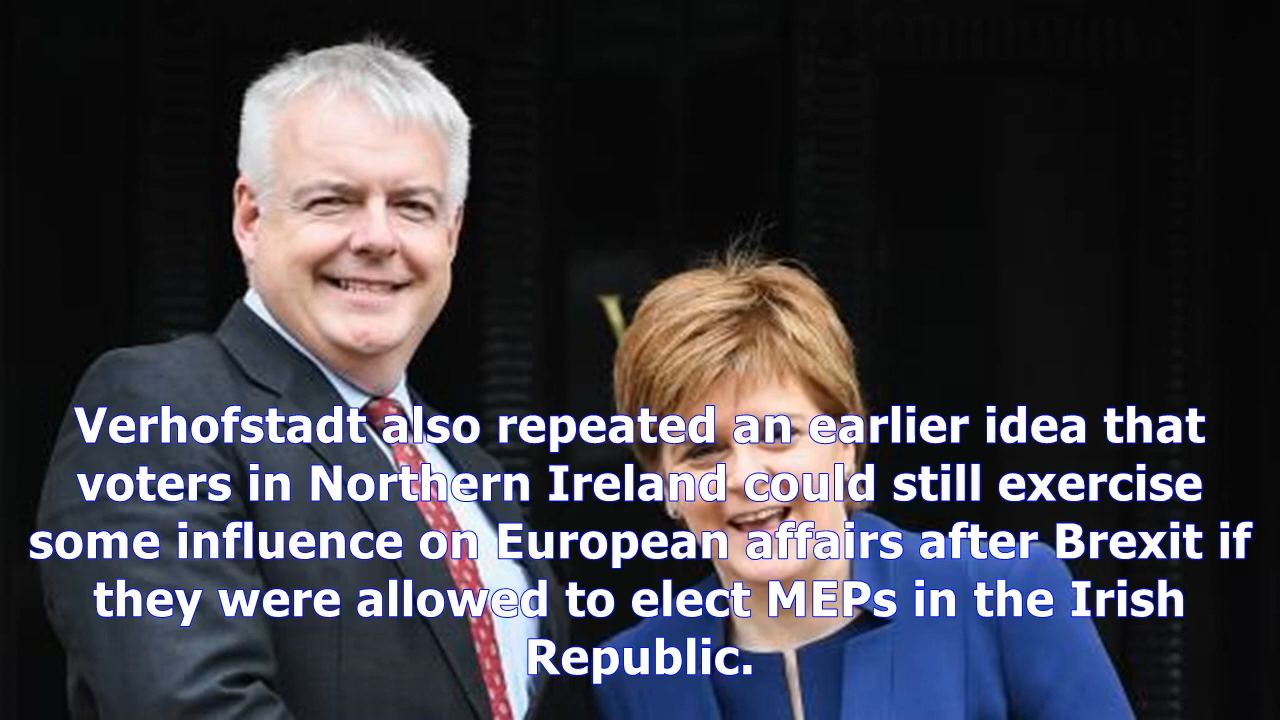 Verhofstadt also repeated an earlier idea that
voters in Northern Ireland could still exercise
some influence on European affairs after Brexit if
they were allowed to elect MEPs in the Irish
Republic.